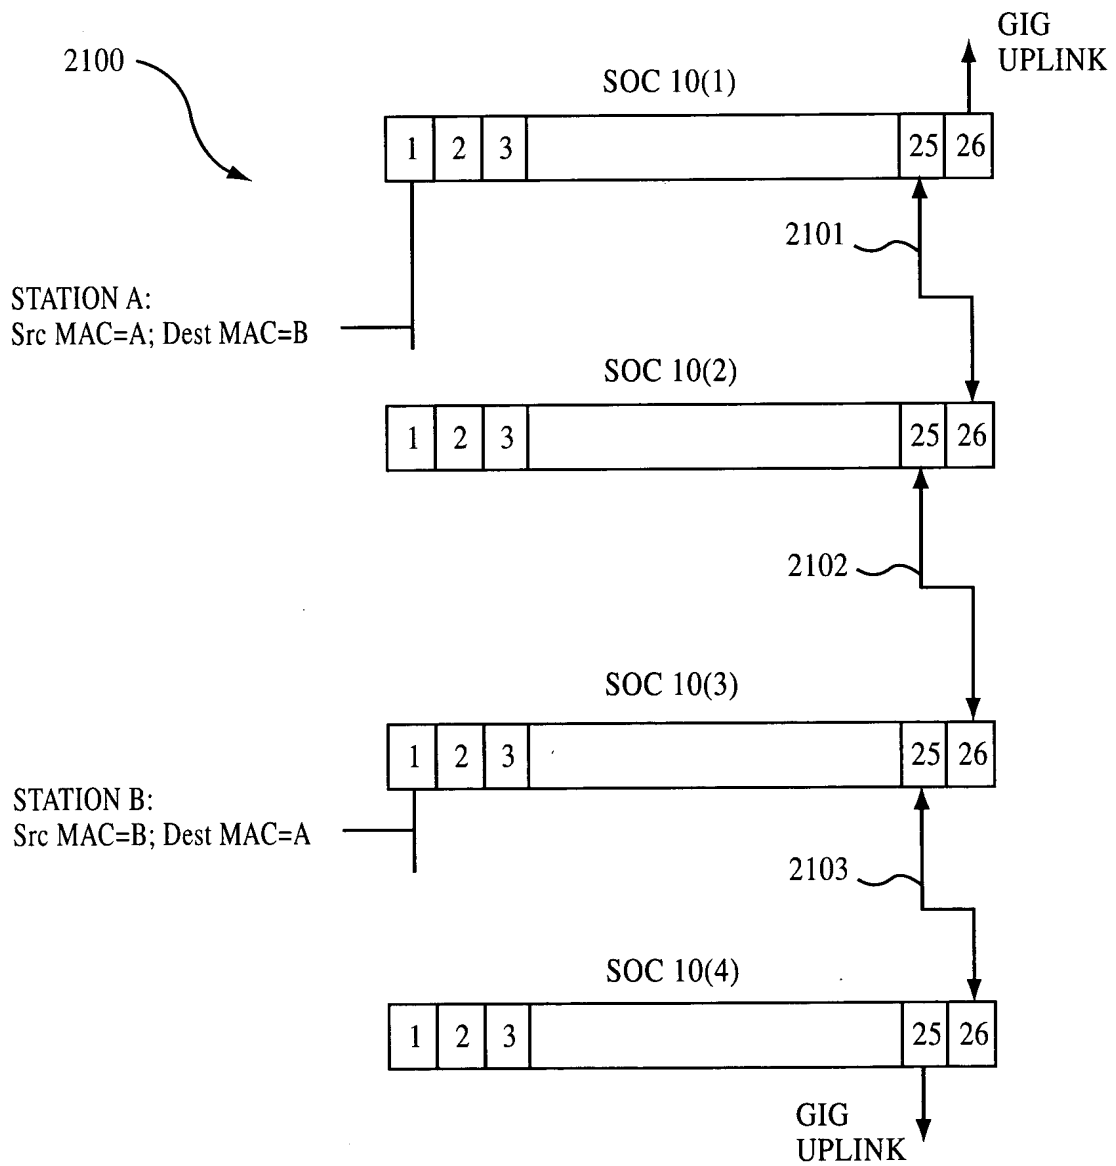 GIG
UPLINK
2100
SOC 10(1)
1 2 3 25 26
2101
STATION A:
Src MAC=A; Dest MAC=B
SOC 10(2)
1 2 3 25 26
2102
SOC 10(3)
1 2 3 25 26
STATION B:
Src MAC=B; Dest MAC=A
2103
SOC 10(4)
1 2 3 25 26
GIG
UPLINK